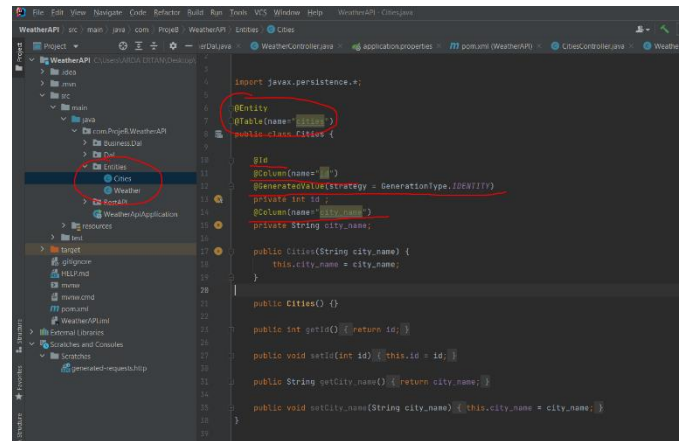 File Edit View Navigate Code Refactor Build Run Tools VCS Window Help WeatherAPI - Cities.java
WeatherAPI src main java com ProjeB WeatherAPI Entities Cities
Project
WeatherController.java
application.properties
pom.xml (WeatherAPI)
CitiesController.java
WeatherAPI
.idea
.mvn
src
main
java
com.ProjeB.WeatherAPI
Business.Dal
Dal
Entities
Cities
Weather
RestAPI
WeatherApiApplication
resources
test
target
.gitignore
HELP.md
mvnw
mvnw.cmd
pom.xml
WeatherAPI.iml
External Libraries
Scratches and Consoles
Scratches
generated-requests.http
Project
Structure
Favorites
Structure
import javax.persistence.*;
@Entity
@Table(name="cities")
public class Cities {
@Id
@Column(name="id")
@GeneratedValue(strategy = GenerationType.IDENTITY)
private int id ;
@Column(name="city_name")
private String city_name;
public Cities(String city_name) {
this.city_name = city_name;
}
public Cities() {}
public int getId() { return id; }
public void setId(int id) { this.id = id; }
public String getCity_name() { return city_name; }
public void setCity_name(String city_name) { this.city_name = city_name; }
}